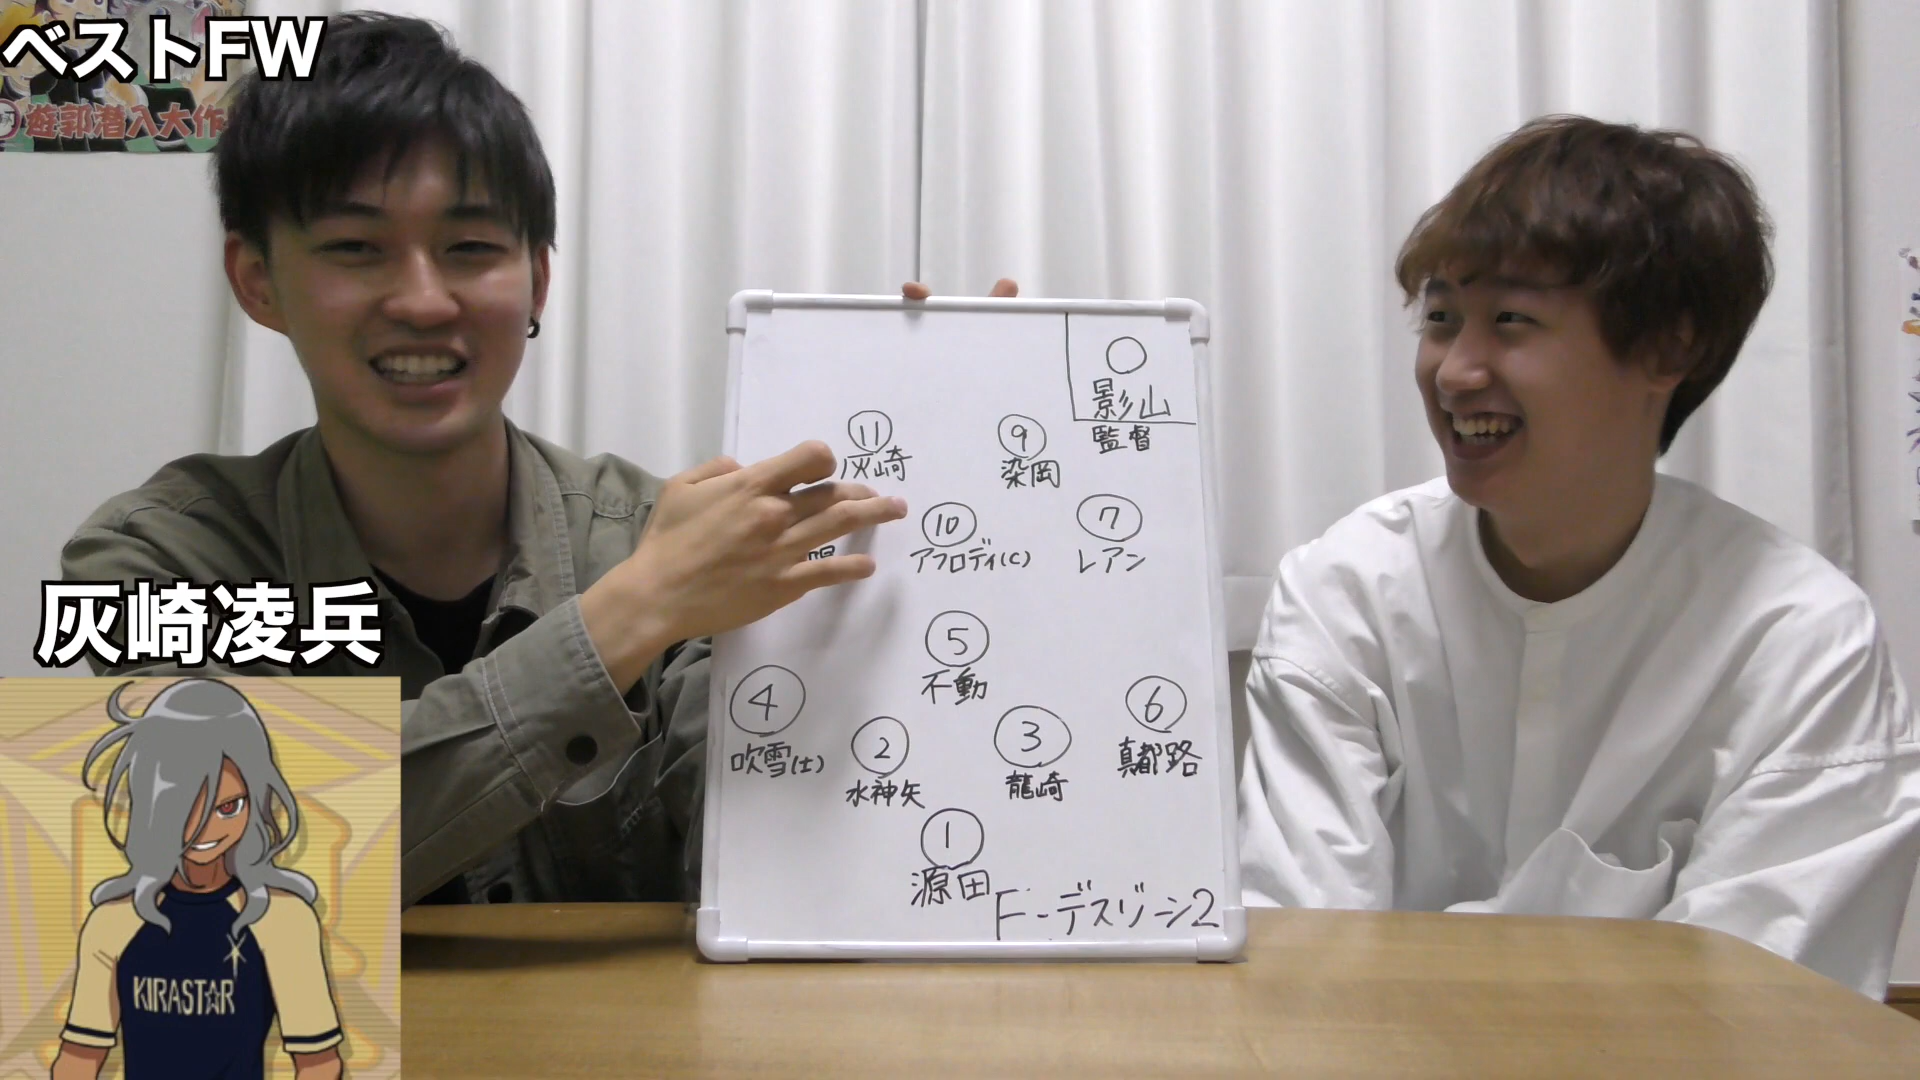 ベストFW
遊郭潜入大作
影山
監督
11
灰崎
9
染岡
10
アフロディ(C)
7
レアン
5
不動
4
吹雪(士)
2
水神矢
3
龍崎
6
真都路
1
源田
F-デスゾーン2
灰崎凌兵
KIRASTAR